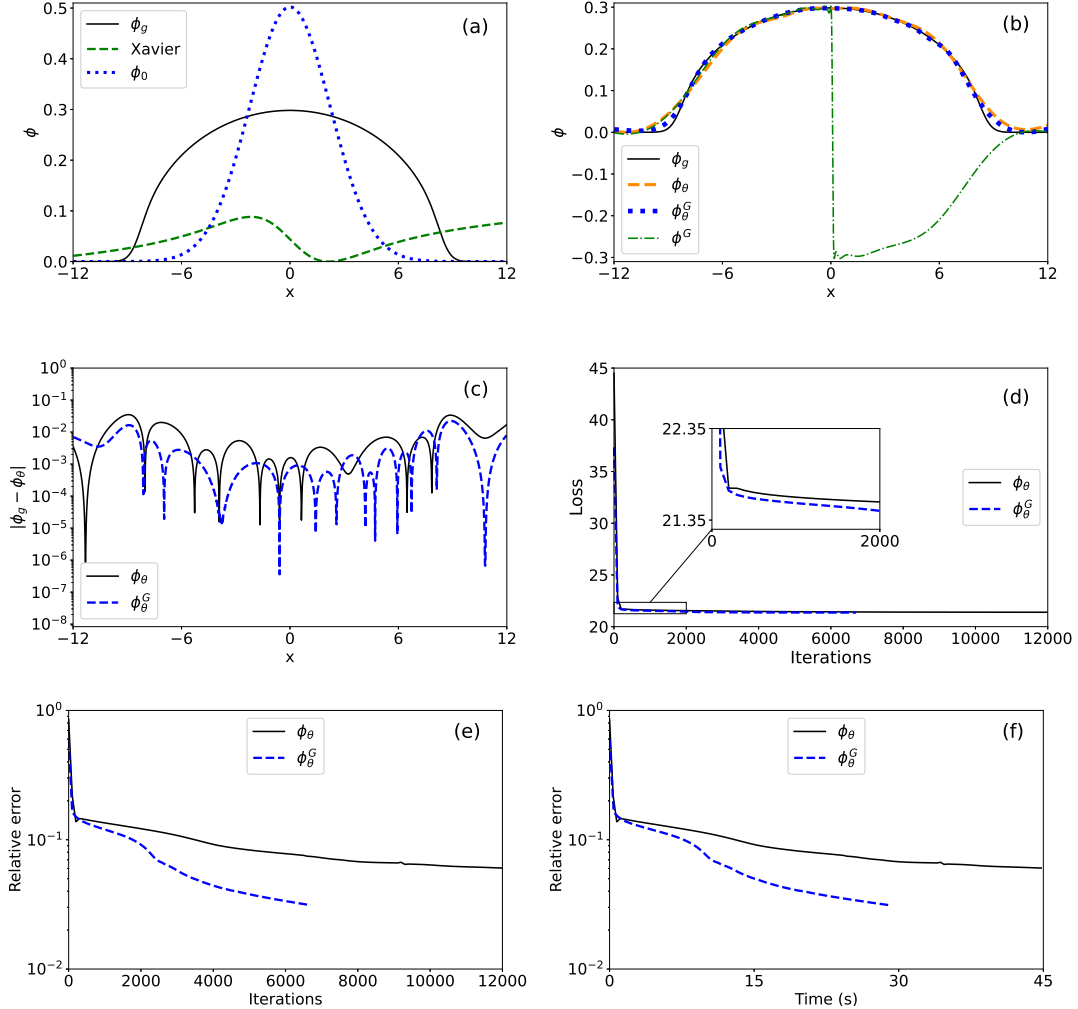 (a)
ϕ_g
Xavier
ϕ_0
ϕ
0.5
0.4
0.3
0.2
0.1
0.0
−12
−6
0
6
12
x
(b)
ϕ
0.3
0.2
0.1
0.0
−0.1
−0.2
−0.3
ϕ_g
ϕ_θ
ϕ_θ^G
ϕ^G
−12
−6
0
6
12
x
(c)
|ϕ_g − ϕ_θ|
10^0
10^−1
10^−2
10^−3
10^−4
10^−5
10^−6
10^−7
10^−8
ϕ_θ
ϕ_θ^G
−12
−6
0
6
12
x
(d)
Loss
45
40
35
30
25
20
22.35
21.35
0
2000
ϕ_θ
ϕ_θ^G
0
2000
4000
6000
8000
10000
12000
Iterations
(e)
Relative error
10^0
10^−1
10^−2
ϕ_θ
ϕ_θ^G
0
2000
4000
6000
8000
10000
12000
Iterations
(f)
Relative error
10^0
10^−1
10^−2
ϕ_θ
ϕ_θ^G
0
15
30
45
Time (s)